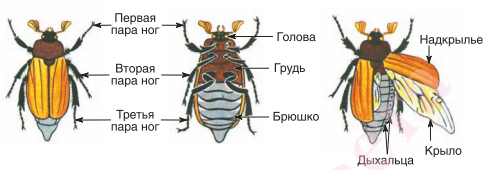 Первая
пара ног
Голова
Надкрылье
Вторая
пара ног
Грудь
Третья
пара ног
Брюшко
Крыло
Дыхальца